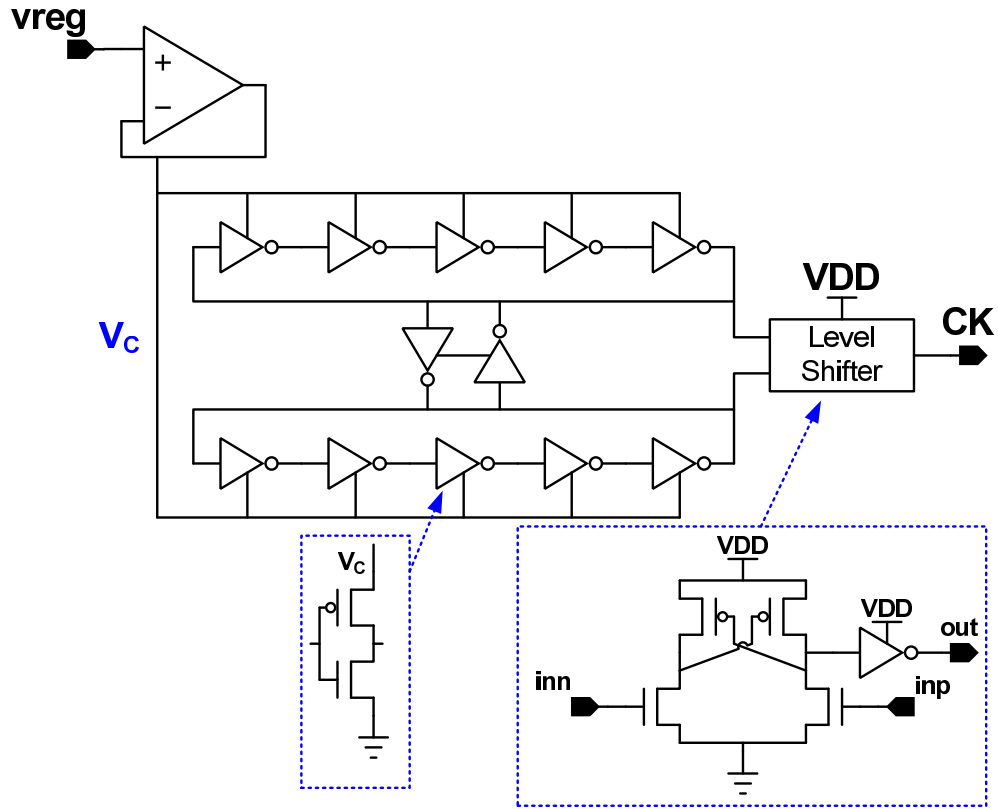 vreg
+
−
VDD
CK
Level
Shifter
VC
VC
VDD
VDD
out
inn
inp